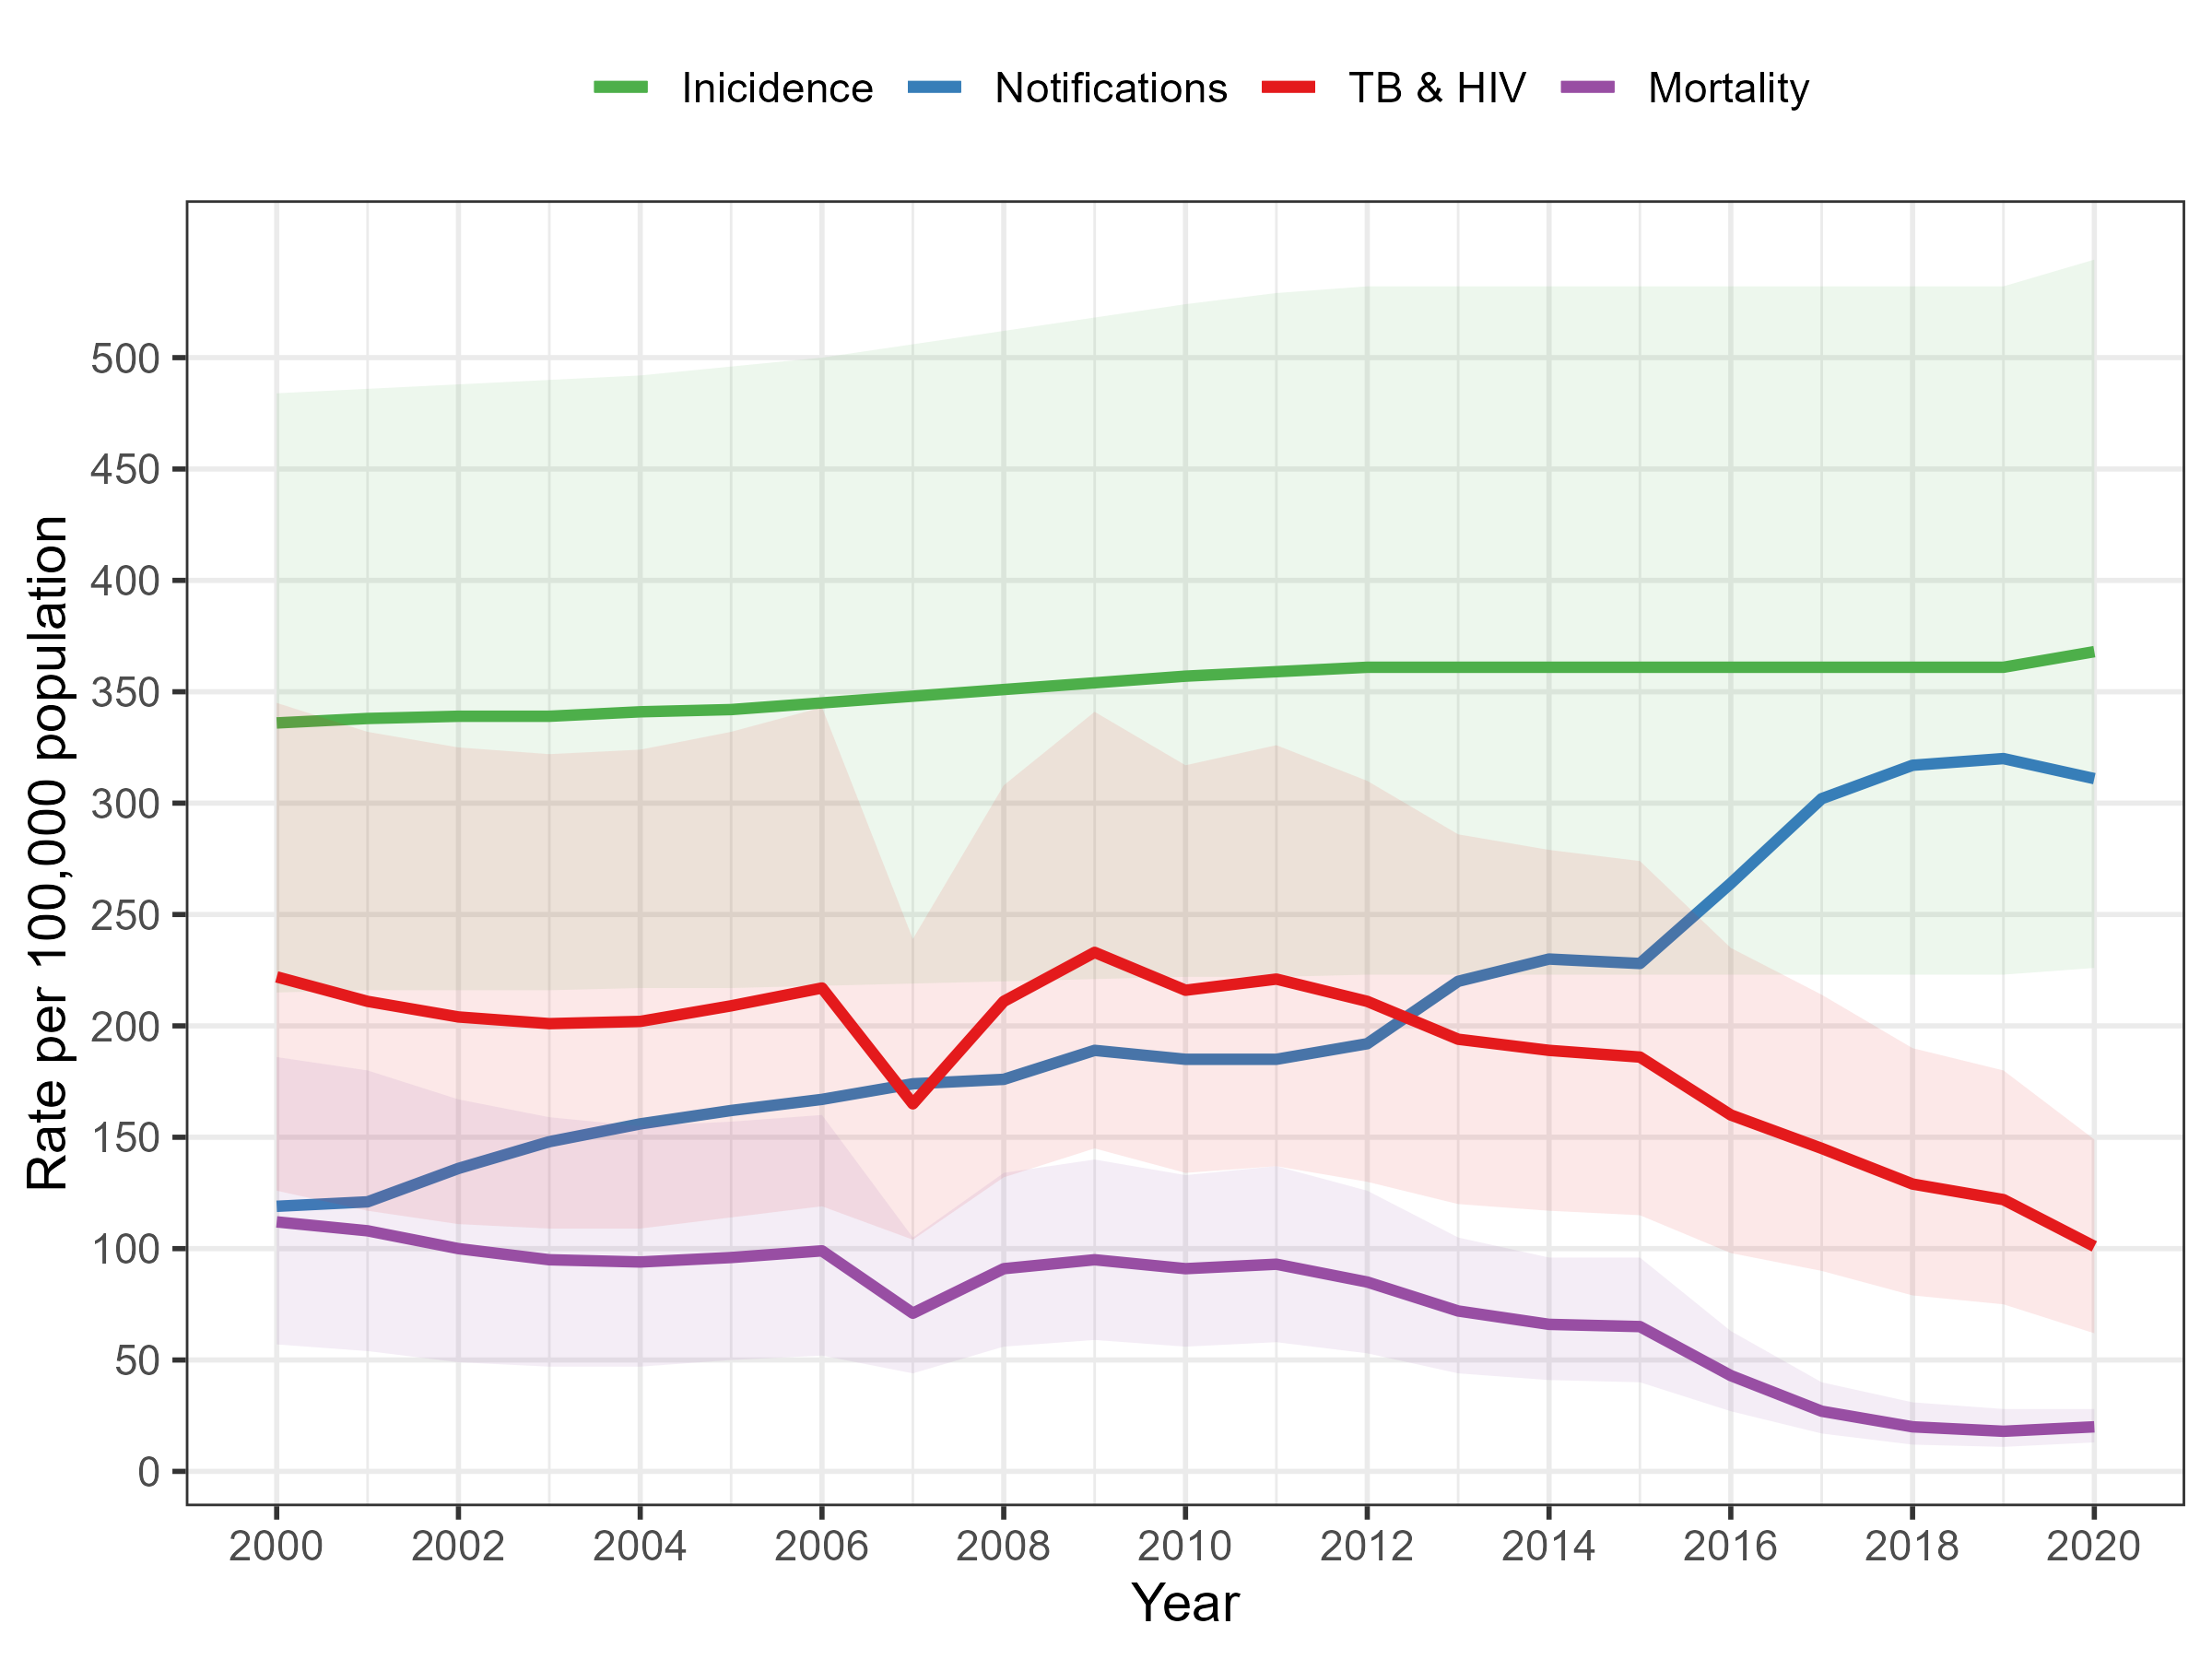 Inicidence Notifications TB & HIV Mortality
Rate per 100,000 population
500
450
400
350
300
250
200
150
100
50
0
2000 2002 2004 2006 2008 2010 2012 2014 2016 2018 2020
Year